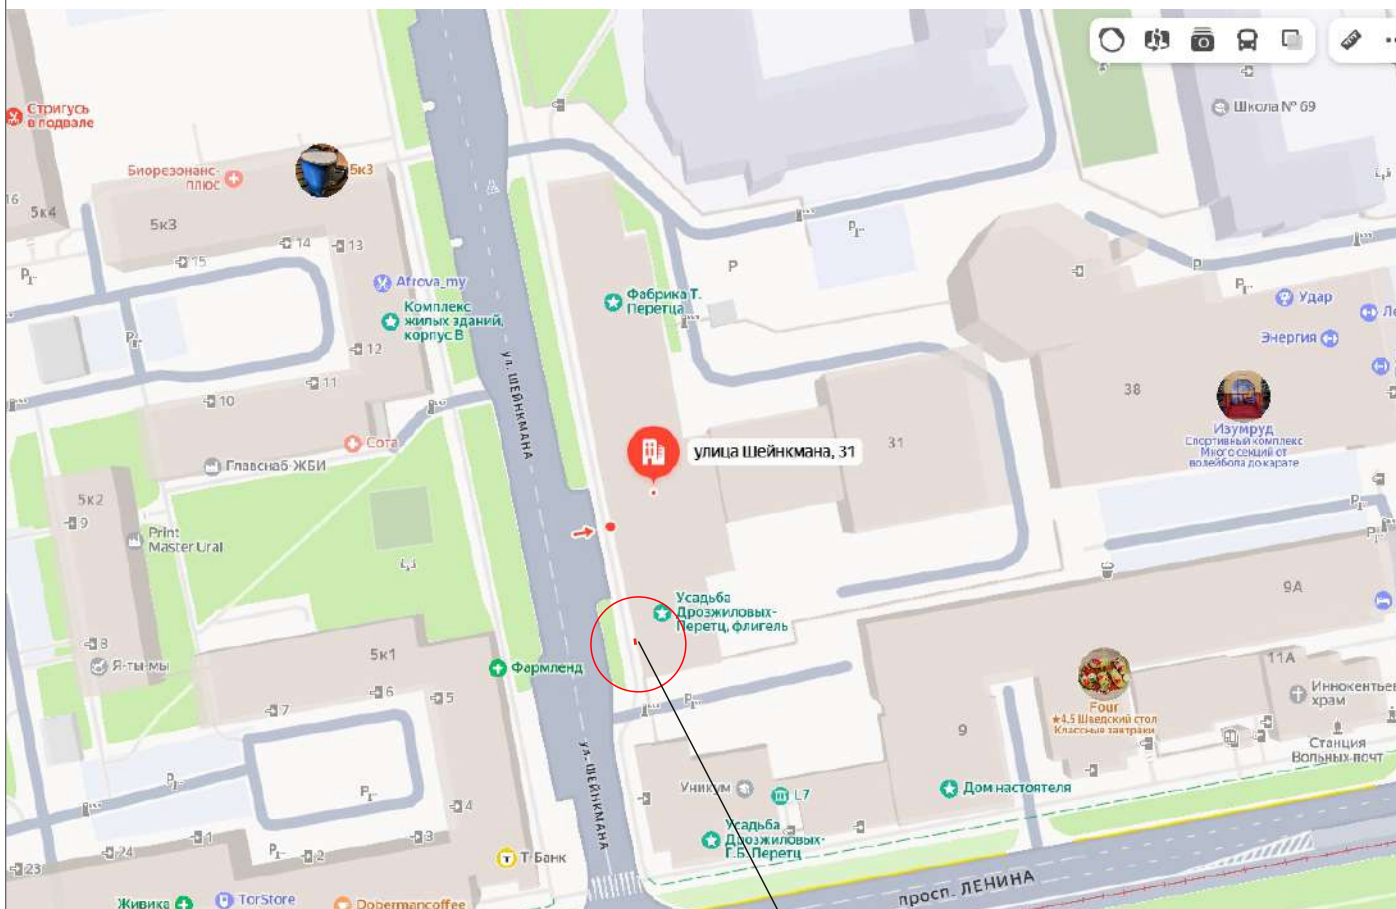 Школа № 69
Стригусь
в подвале
Биорезонанс-
плюс
5к3
16
5к4
5к3
14
13
15
Р
Р
Р
Atrova_my
Комплекс
жилых зданий,
корпус В
Фабрика Т.
Перетца
Р
Р
Удар
Энергия
12
11
10
ул. ШЕЙНКМАНА
38
Изумруд
Спортивный комплекс
Много секций от
волейбола до карате
Сота
Главснаб-ЖБИ
улица Шейнкмана, 31
31
5к2
9
Print
Master Ural
Р
Р
9А
Усадьба
Дрозжиловых-
Перетц, флигель
8
Я-ты-мы
5к1
Фармленд
6
5
7
11А
Иннокентьев
храм
Four
★4,5 Шведский стол
Классные завтраки
Р
9
Станция
Вольных почт
ул. ШЕЙНКМАНА
Уникум
L7
Дом настоятеля
Р
Р
4
Усадьба
Дрозжиловых-
Г.Б. Перетц
1
3
24
Р
2
23
Т-Банк
просп. ЛЕНИНА
Живика
TorStore
Dobermancoffee